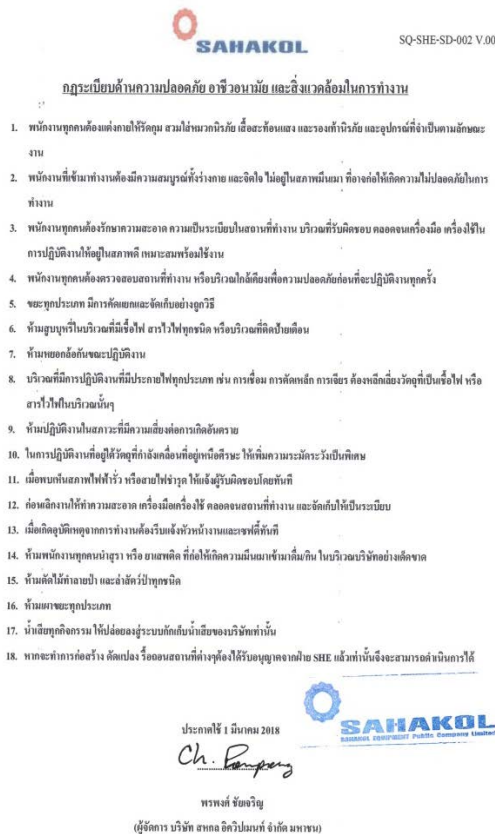 SAHAKOL
SQ-SHE-SD-002 V.00
กฎระเบียบด้านความปลอดภัย อาชีวอนามัย และสิ่งแวดล้อมในการทำงาน
1. พนักงานทุกคนต้องแต่งกายให้รัดกุม สวมใส่หมวกนิรภัย เสื้อสะท้อนแสง และรองเท้านิรภัย และอุปกรณ์ที่จำเป็นตามลักษณะ
งาน
2. พนักงานที่เข้ามาทำงานต้องมีความสมบูรณ์ทั้งร่างกาย และจิตใจ ไม่อยู่ในสภาพมึนเมา ที่อาจก่อให้เกิดความไม่ปลอดภัยในการ
ทำงาน
3. พนักงานทุกคนต้องรักษาความสะอาด ความเป็นระเบียบในสถานที่ทำงาน บริเวณที่รับผิดชอบ ตลอดจนเครื่องมือ เครื่องใช้ใน
การปฏิบัติงานให้อยู่ในสภาพดี เหมาะสมพร้อมใช้งาน
4. พนักงานทุกคนต้องตรวจสอบสถานที่ทำงาน หรือบริเวณใกล้เคียงเพื่อความปลอดภัยก่อนที่จะปฏิบัติงานทุกครั้ง
5. ขยะทุกประเภท มีการคัดแยกและจัดเก็บอย่างถูกวิธี
6. ห้ามสูบบุหรี่ในบริเวณที่มีเชื้อไฟ สารไวไฟทุกชนิด หรือบริเวณที่ติดป้ายเตือน
7. ห้ามหยอกล้อกันขณะปฏิบัติงาน
8. บริเวณที่มีการปฏิบัติงานที่มีประกายไฟทุกประเภท เช่น การเชื่อม การตัดเหล็ก การเจียร ต้องหลีกเลี่ยงวัตถุที่เป็นเชื้อไฟ หรือ
สารไวไฟในบริเวณนั้นๆ
9. ห้ามปฏิบัติงานในสภาวะที่มีความเสี่ยงต่อการเกิดอันตราย
10. ในการปฏิบัติงานที่อยู่ใต้วัตถุที่กำลังเคลื่อนที่อยู่เหนือศีรษะ ให้เพิ่มความระมัดระวังเป็นพิเศษ
11. เมื่อพบเห็นสภาพไฟฟ้ารั่ว หรือสายไฟชำรุด ให้แจ้งผู้รับผิดชอบโดยทันที
12. ก่อนเลิกงานให้ทำความสะอาด เครื่องมือเครื่องใช้ ตลอดจนสถานที่ทำงาน และจัดเก็บให้เป็นระเบียบ
13. เมื่อเกิดอุบัติเหตุจากการทำงานต้องรีบแจ้งหัวหน้างานและเซฟตี้ทันที
14. ห้ามพนักงานทุกคนนำสุรา หรือ ยาเสพติด ที่ก่อให้เกิดความมึนเมาเข้ามาดื่ม/กิน ในบริเวณบริษัทอย่างเด็ดขาด
15. ห้ามตัดไม้ทำลายป่า และล่าสัตว์ป่าทุกชนิด
16. ห้ามเผาขยะทุกประเภท
17. น้ำเสียทุกกิจกรรม ให้ปล่อยลงสู่ระบบกักเก็บน้ำเสียของบริษัทเท่านั้น
18. หากจะทำการก่อสร้าง ดัดแปลง รื้อถอนสถานที่ต่างๆต้องได้รับอนุญาตจากฝ่าย SHE แล้วเท่านั้นจึงจะสามารถดำเนินการได้
SAHAKOL
SAHAKOL EQUIPMENT Public Company Limited
ประกาศใช้ 1 มีนาคม 2018
พรพงศ์ ชัยเจริญ
(ผู้จัดการ บริษัท สหกล อิควิปเมนท์ จำกัด มหาชน)